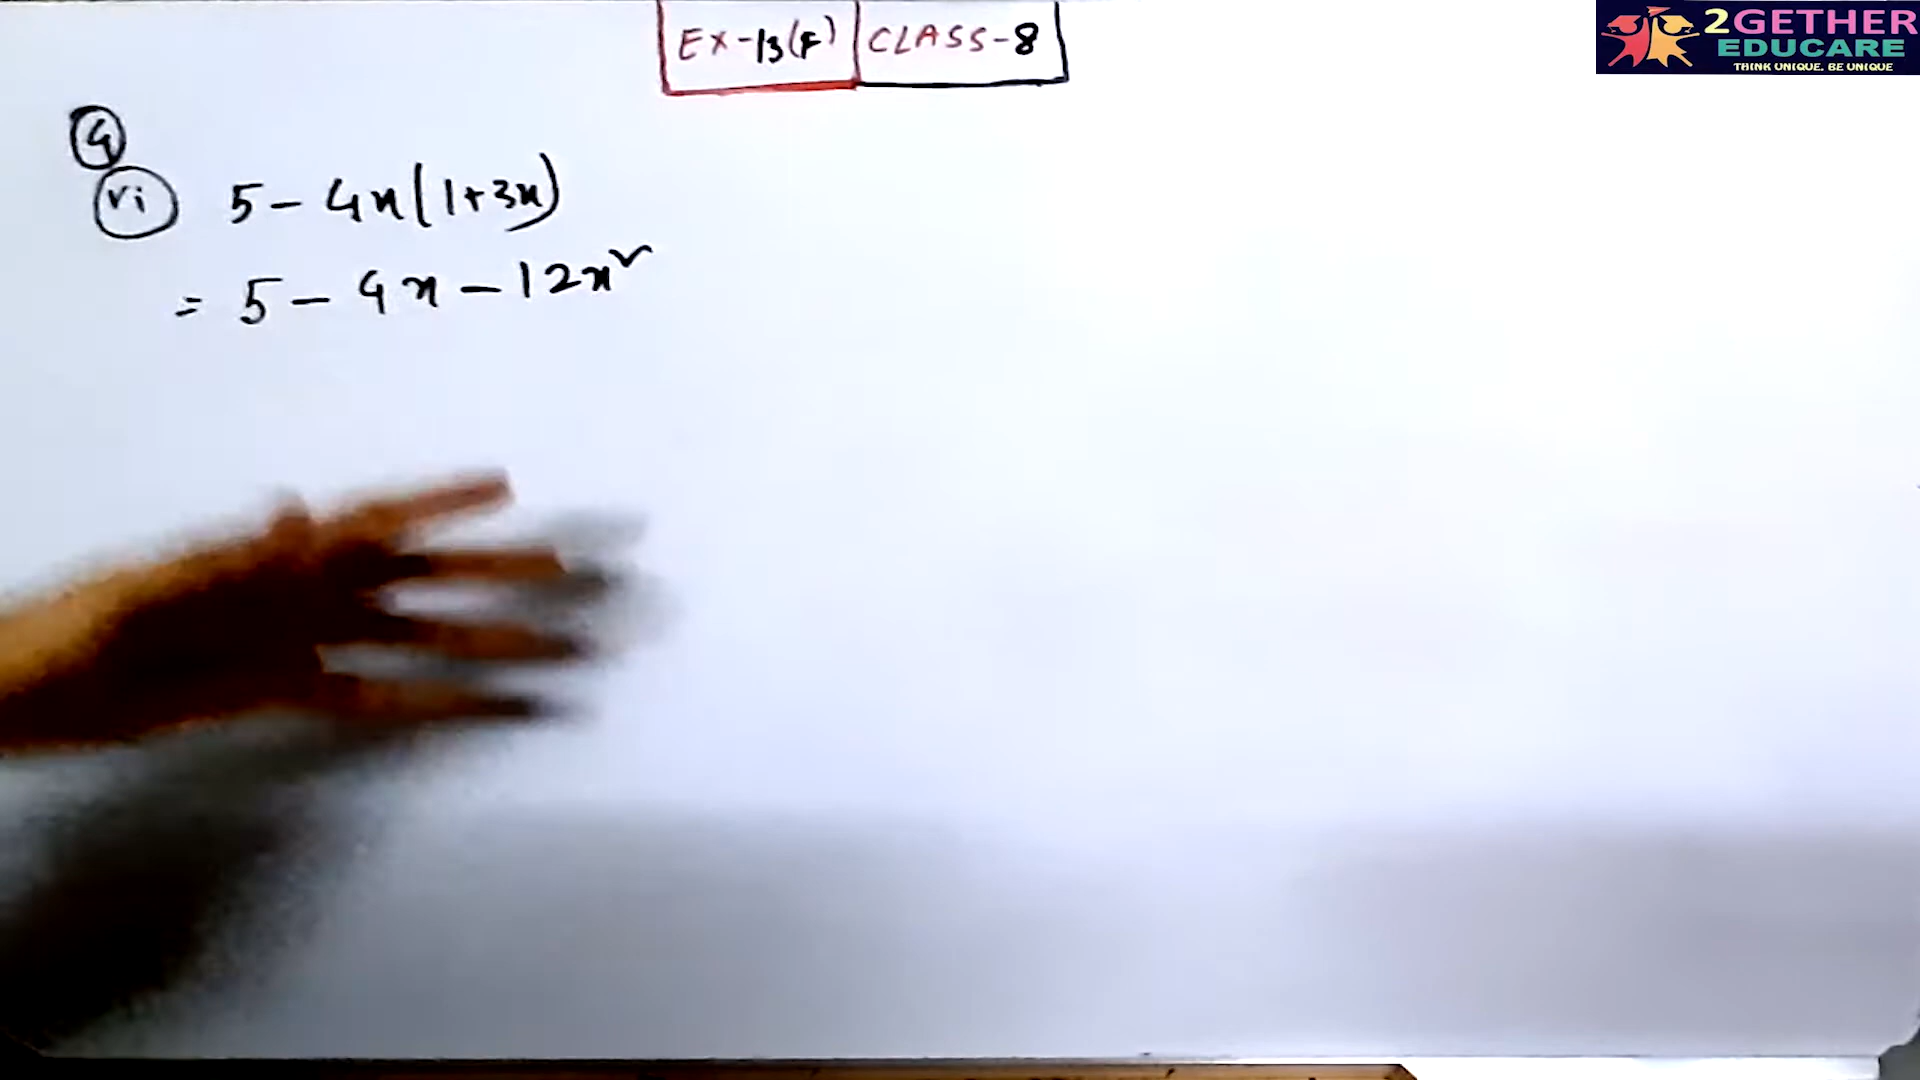 EX-13(F) CLASS-8
2GETHER
EDUCARE
THINK UNIQUE. BE UNIQUE
4
vi 5 - 4x(1+3x)
= 5 - 4x - 12x²